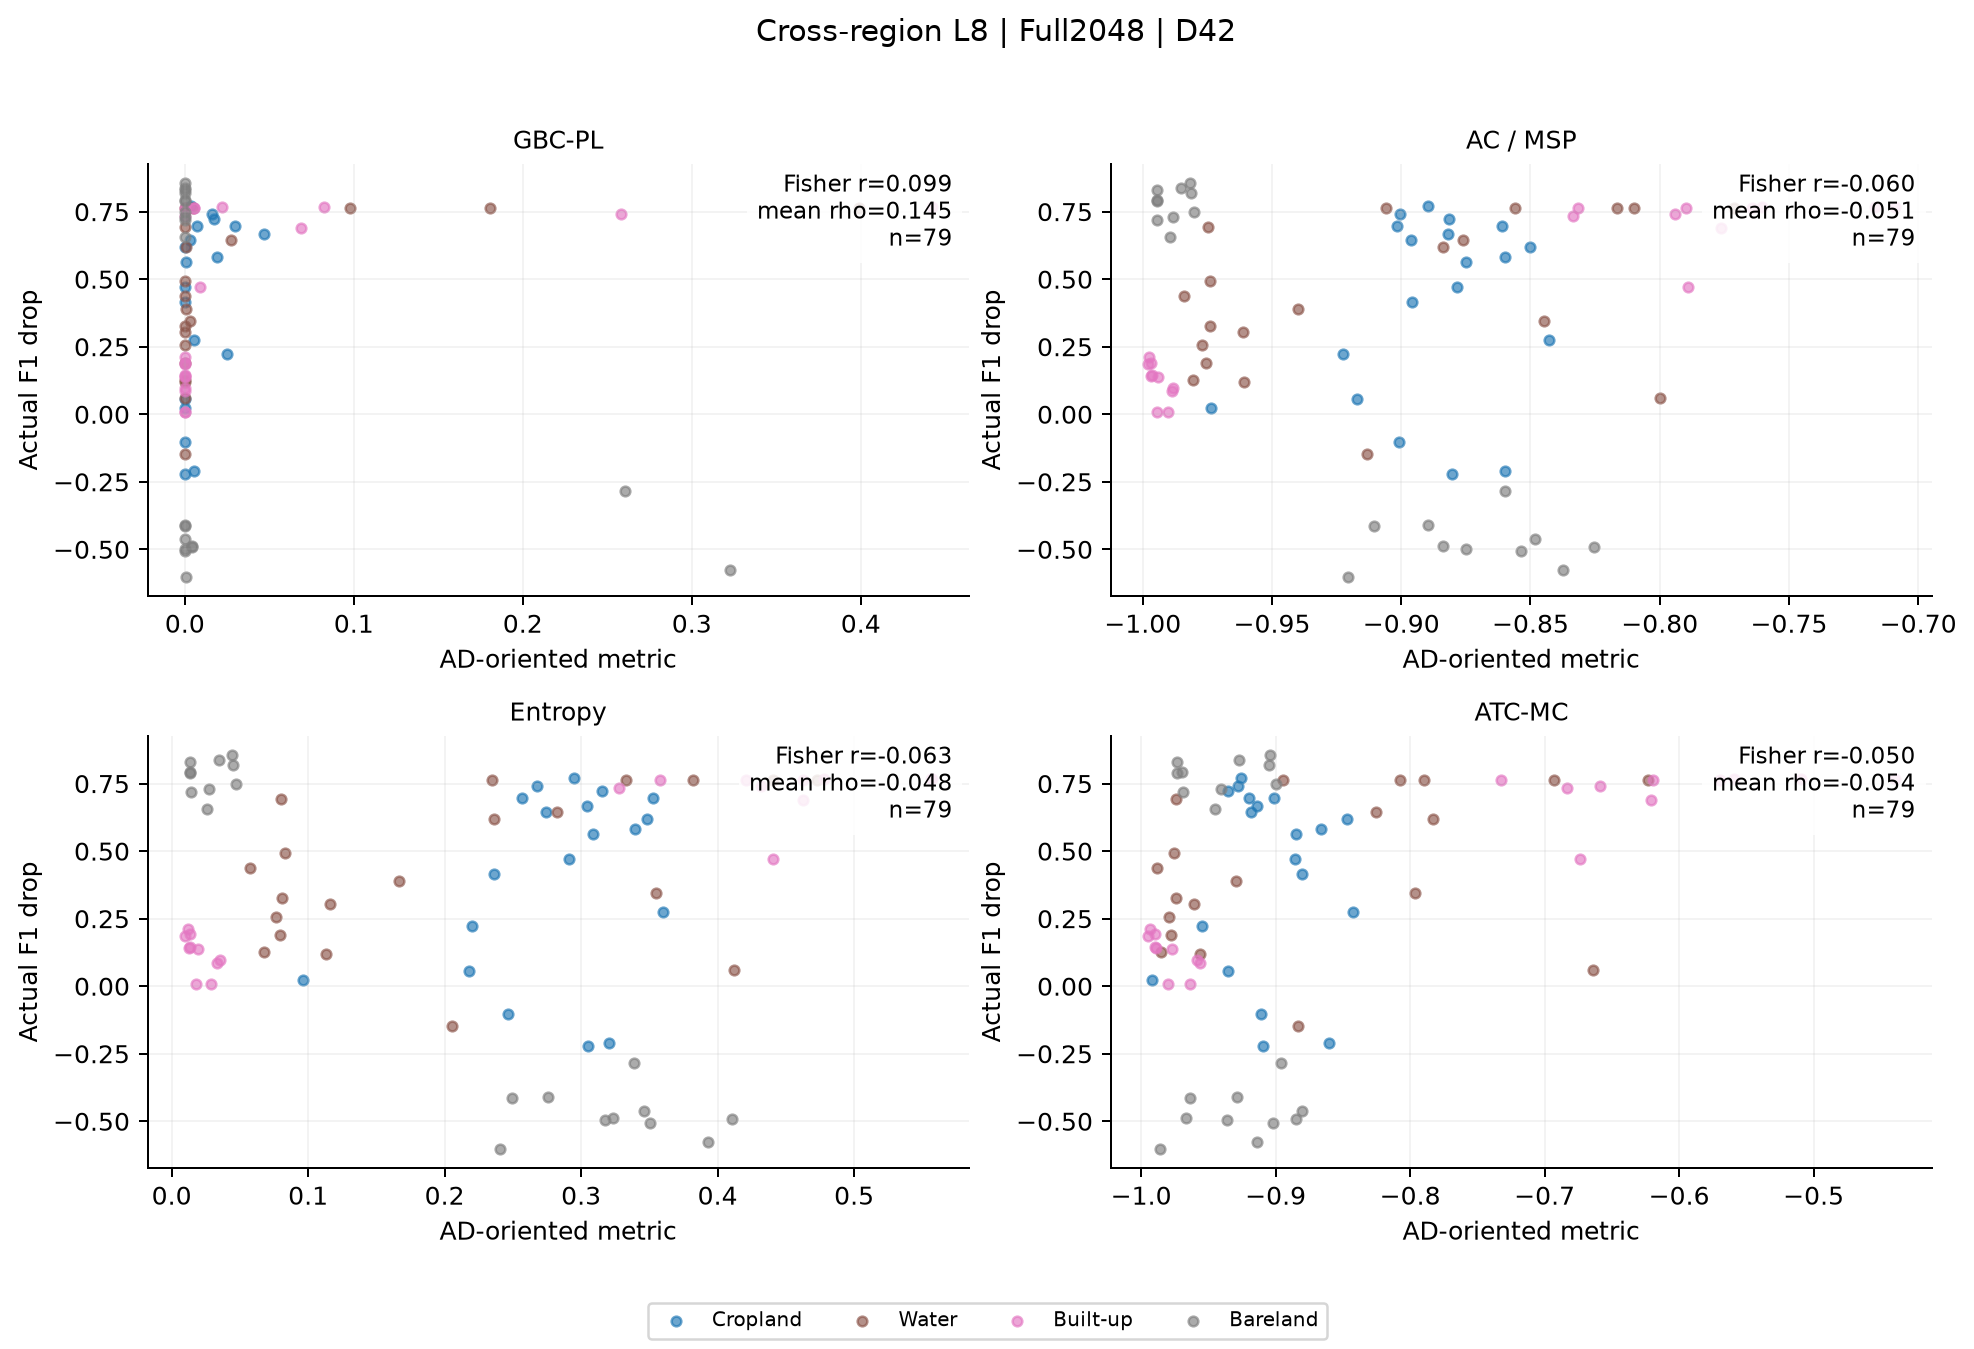 Cross-region L8 | Full2048 | D42
GBC-PL
Fisher r=0.099
mean rho=0.145
n=79
Actual F1 drop
0.75
0.50
0.25
0.00
−0.25
−0.50
0.0 0.1 0.2 0.3 0.4
AD-oriented metric
AC / MSP
Fisher r=-0.060
mean rho=-0.051
n=79
Actual F1 drop
0.75
0.50
0.25
0.00
−0.25
−0.50
−1.00 −0.95 −0.90 −0.85 −0.80 −0.75 −0.70
AD-oriented metric
Entropy
Fisher r=-0.063
mean rho=-0.048
n=79
Actual F1 drop
0.75
0.50
0.25
0.00
−0.25
−0.50
0.0 0.1 0.2 0.3 0.4 0.5
AD-oriented metric
ATC-MC
Fisher r=-0.050
mean rho=-0.054
n=79
Actual F1 drop
0.75
0.50
0.25
0.00
−0.25
−0.50
−1.0 −0.9 −0.8 −0.7 −0.6 −0.5
AD-oriented metric
Cropland Water Built-up Bareland